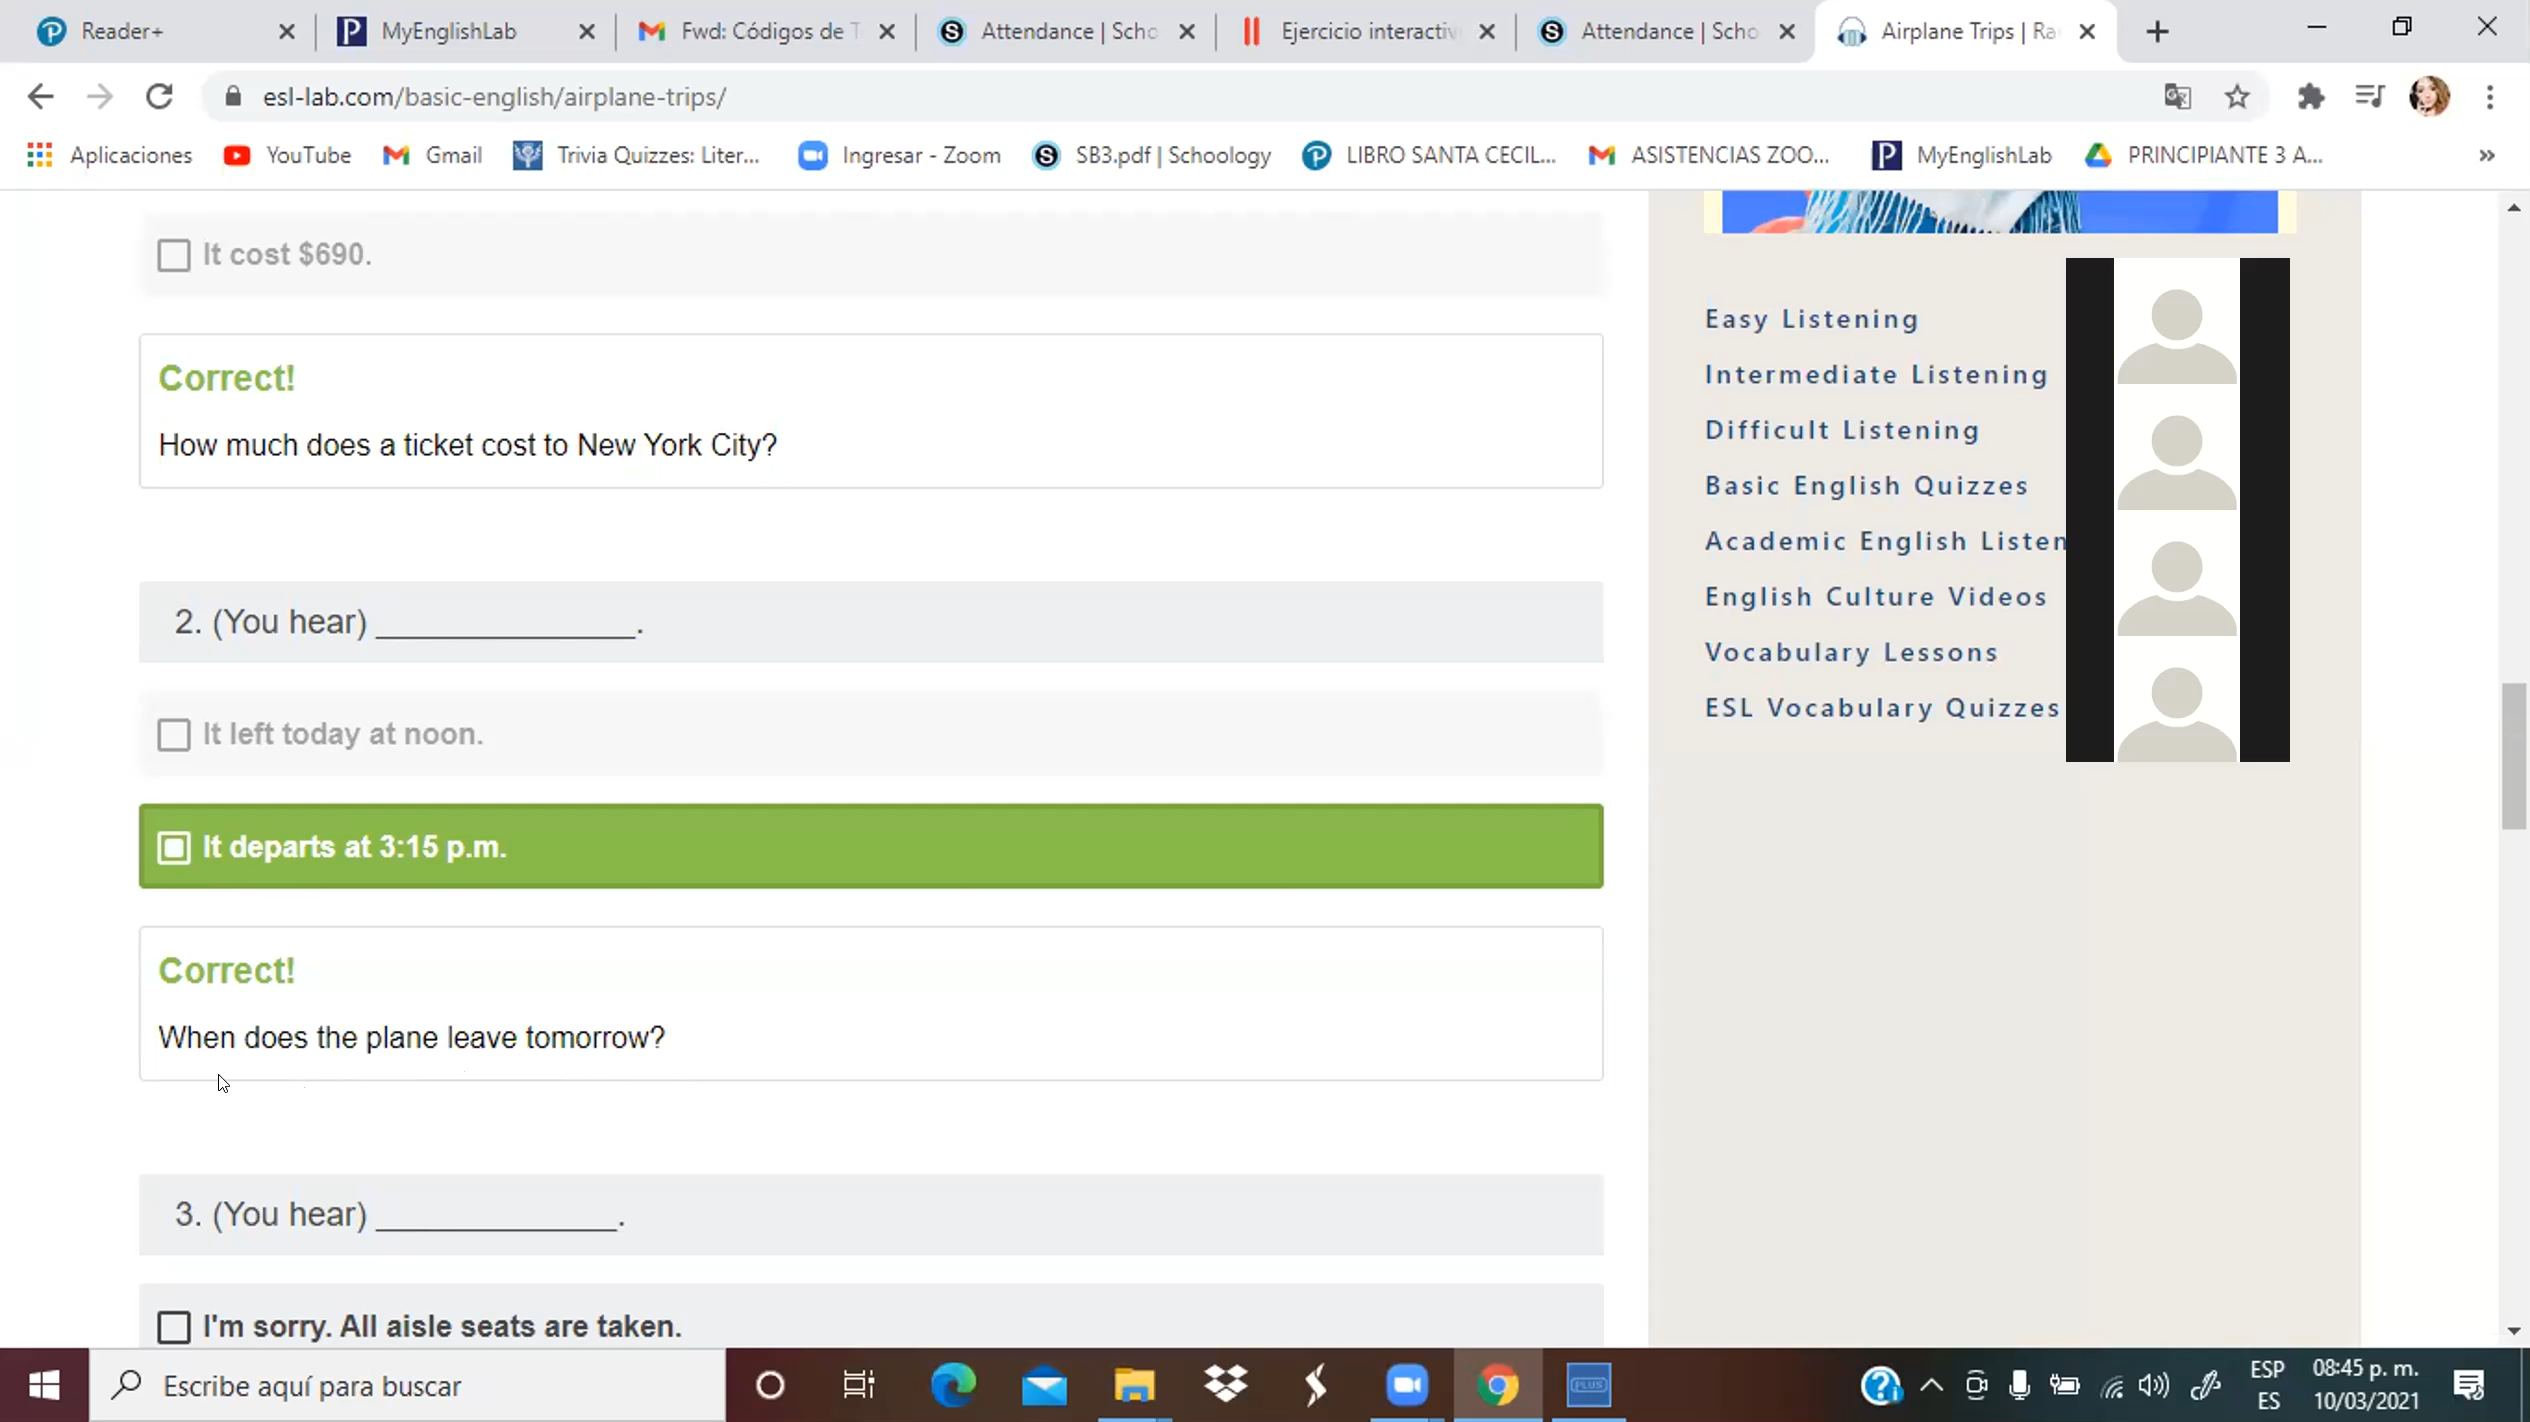 Reader+
MyEnglishLab
Fwd: Códigos de T
Attendance | Scho
Ejercicio interactiv
Attendance | Scho
Airplane Trips | Ra
esl-lab.com/basic-english/airplane-trips/
Aplicaciones
YouTube
Gmail
Trivia Quizzes: Liter...
Ingresar - Zoom
SB3.pdf | Schoology
LIBRO SANTA CECIL...
ASISTENCIAS ZOO...
MyEnglishLab
PRINCIPIANTE 3 A...
»
It cost $690.
Correct!
How much does a ticket cost to New York City?
2. (You hear) ______________.
It left today at noon.
It departs at 3:15 p.m.
Correct!
When does the plane leave tomorrow?
3. (You hear) _____________.
I'm sorry. All aisle seats are taken.
Easy Listening
Intermediate Listening
Difficult Listening
Basic English Quizzes
Academic English Listen
English Culture Videos
Vocabulary Lessons
ESL Vocabulary Quizzes
Escribe aquí para buscar
PLUS
ESP
ES
08:45 p. m.
10/03/2021